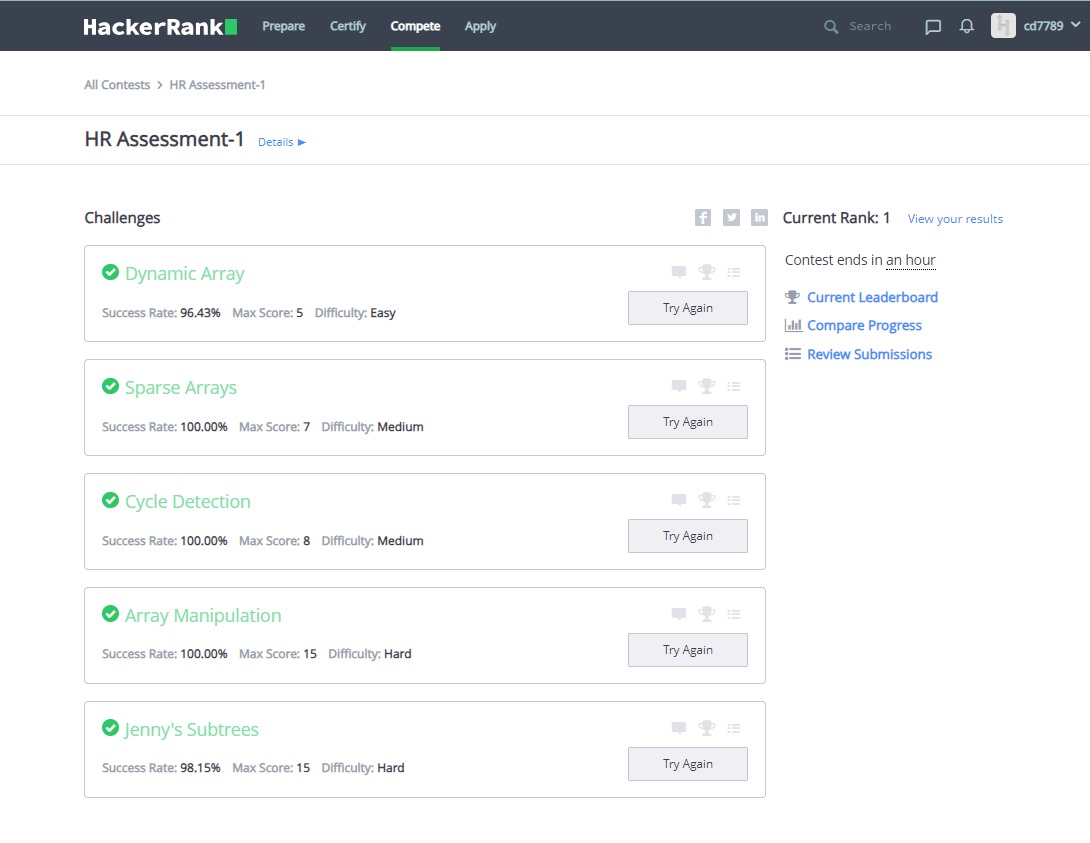 HackerRank Prepare Certify Compete Apply Search cd7789
All Contests > HR Assessment-1
HR Assessment-1 Details ►
Challenges
Dynamic Array
Success Rate: 96.43% Max Score: 5 Difficulty: Easy
Try Again
Sparse Arrays
Success Rate: 100.00% Max Score: 7 Difficulty: Medium
Try Again
Cycle Detection
Success Rate: 100.00% Max Score: 8 Difficulty: Medium
Try Again
Array Manipulation
Success Rate: 100.00% Max Score: 15 Difficulty: Hard
Try Again
Jenny's Subtrees
Success Rate: 98.15% Max Score: 15 Difficulty: Hard
Try Again
Current Rank: 1 View your results
Contest ends in an hour
Current Leaderboard
Compare Progress
Review Submissions